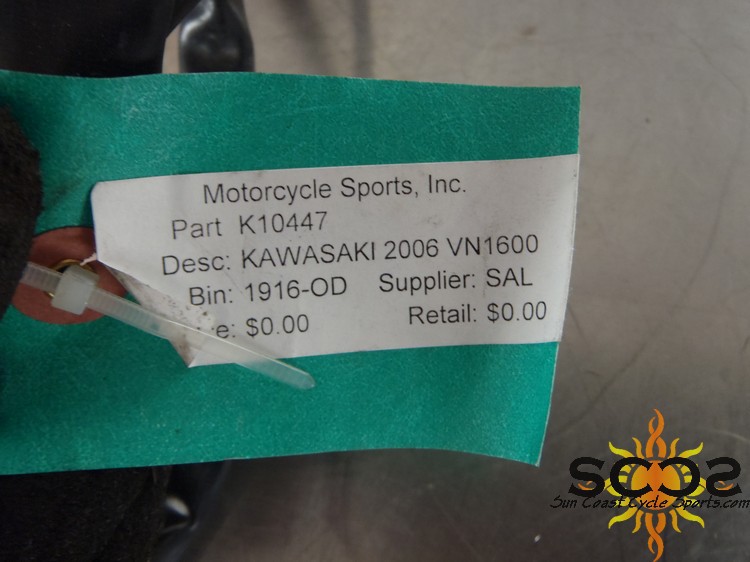 Motorcycle Sports, Inc.
Part K10447
Desc: KAWASAKI 2006 VN1600
Bin: 1916-OD Supplier: SAL
e: $0.00 Retail: $0.00
SCCS
Sun Coast Cycle Sports.com